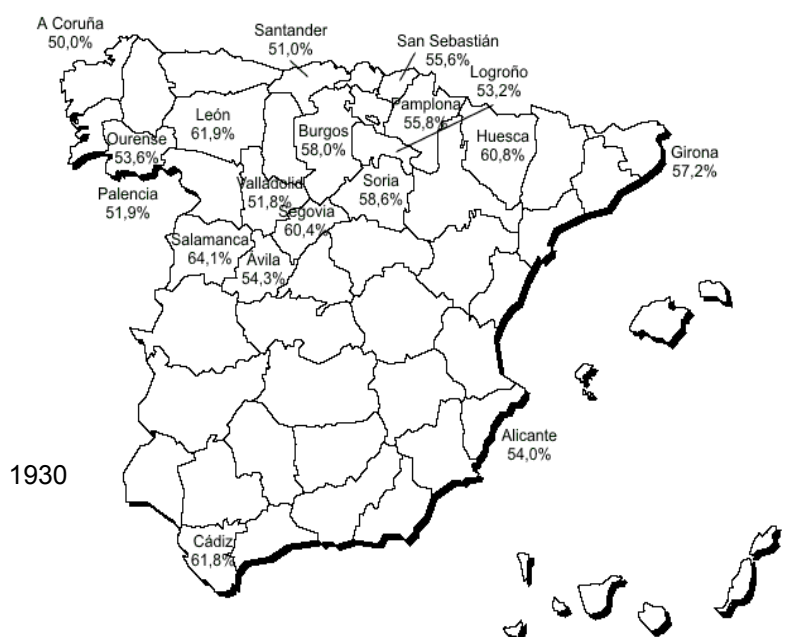 A Coruña
50,0%
Santander
51,0%
San Sebastián
55,6%
Logroño
53,2%
Pamplona
55,8%
León
61,9%
Burgos
58,0%
Huesca
60,8%
Ourense
53,6%
Girona
57,2%
Palencia
51,9%
Valladolid
51,8%
Soria
58,6%
Segovia
60,4%
Salamanca
64,1%
Ávila
54,3%
Alicante
54,0%
1930
Cádiz
61,8%